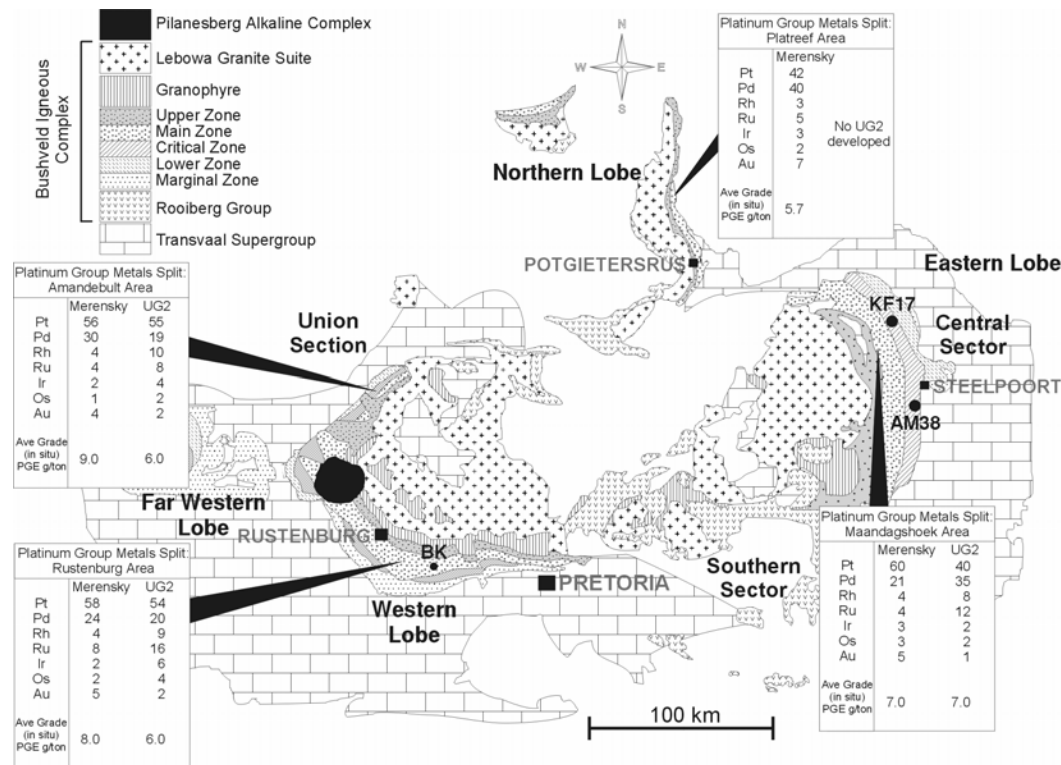 Pilanesberg Alkaline Complex
Bushveld Igneous
Complex
Lebowa Granite Suite
Granophyre
Upper Zone
Main Zone
Critical Zone
Lower Zone
Marginal Zone
Rooiberg Group
Transvaal Supergroup
N
W E
S
Platinum Group Metals Split:
Platreef Area
Merensky
Pt 42
Pd 40
Rh 3
Ru 5
Ir 3
Os 2
Au 7
No UG2
developed
Ave Grade
(in situ)
PGE g/ton
5.7
Northern Lobe
POTGIETERSRUS
Eastern Lobe
KF17
Central
Sector
STEELPOORT
AM38
Platinum Group Metals Split:
Amandebult Area
Merensky UG2
Pt 56 55
Pd 30 19
Rh 4 10
Ru 4 8
Ir 2 4
Os 1 2
Au 4 2
Ave Grade
(in situ)
PGE g/ton
9.0 6.0
Union
Section
Far Western
Lobe
RUSTENBURG
BK
PRETORIA
Western
Lobe
Southern
Sector
Platinum Group Metals Split:
Rustenburg Area
Merensky UG2
Pt 58 54
Pd 24 20
Rh 4 9
Ru 8 16
Ir 2 6
Os 2 4
Au 5 2
Ave Grade
(in situ)
PGE g/ton
8.0 6.0
Platinum Group Metals Split:
Maandagshoek Area
Merensky UG2
Pt 60 40
Pd 21 35
Rh 4 8
Ru 4 12
Ir 3 2
Os 3 2
Au 5 1
Ave Grade
(in situ)
PGE g/ton
7.0 7.0
100 km